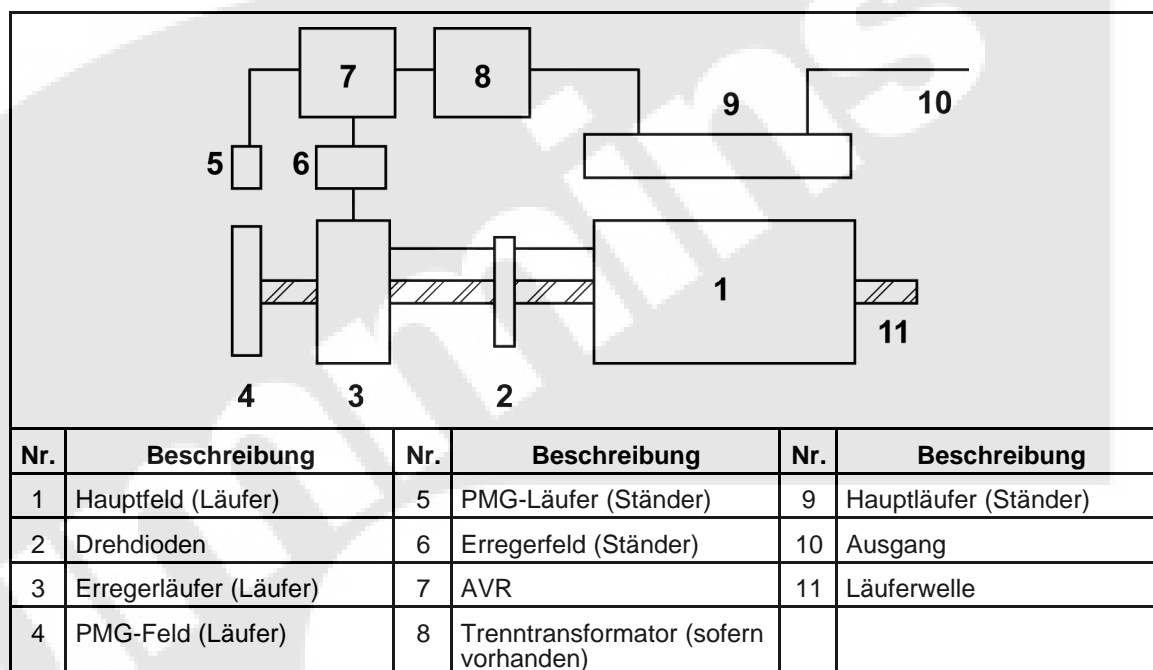 7
8
9
10
5
6
1
11
4
3
2
Nr. Beschreibung Nr. Beschreibung Nr. Beschreibung
1 Hauptfeld (Läufer) 5 PMG-Läufer (Ständer) 9 Hauptläufer (Ständer)
2 Drehdioden 6 Erregerfeld (Ständer) 10 Ausgang
3 Erregerläufer (Läufer) 7 AVR 11 Läuferwelle
4 PMG-Feld (Läufer) 8 Trenntransformator (sofern
vorhanden)